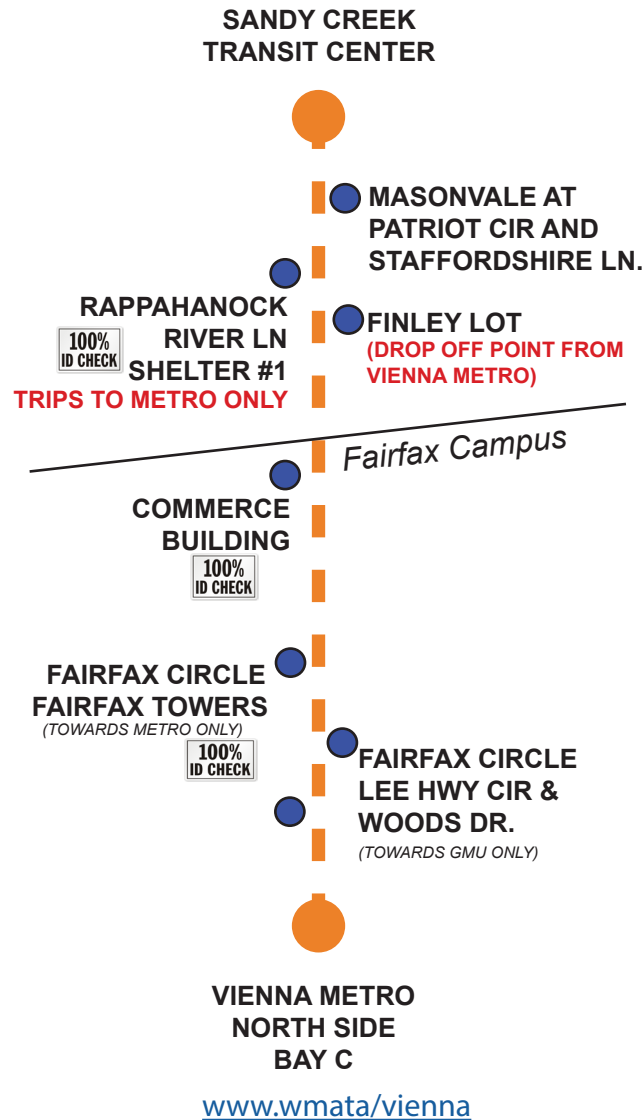 SANDY CREEK
TRANSIT CENTER
MASONVALE AT
PATRIOT CIR AND
STAFFORDSHIRE LN.
RAPPAHANOCK
RIVER LN
SHELTER #1
100%
ID CHECK
TRIPS TO METRO ONLY
FINLEY LOT
(DROP OFF POINT FROM
VIENNA METRO)
Fairfax Campus
COMMERCE
BUILDING
100%
ID CHECK
FAIRFAX CIRCLE
FAIRFAX TOWERS
(TOWARDS METRO ONLY)
100%
ID CHECK
FAIRFAX CIRCLE
LEE HWY CIR &
WOODS DR.
(TOWARDS GMU ONLY)
VIENNA METRO
NORTH SIDE
BAY C
www.wmata/vienna